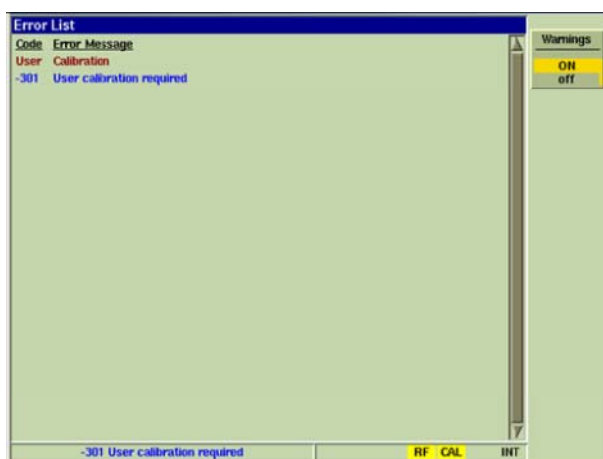 Error List
Code Error Message
User Calibration
-301 User calibration required
Warnings
ON
off
-301 User calibration required
RF CAL INT